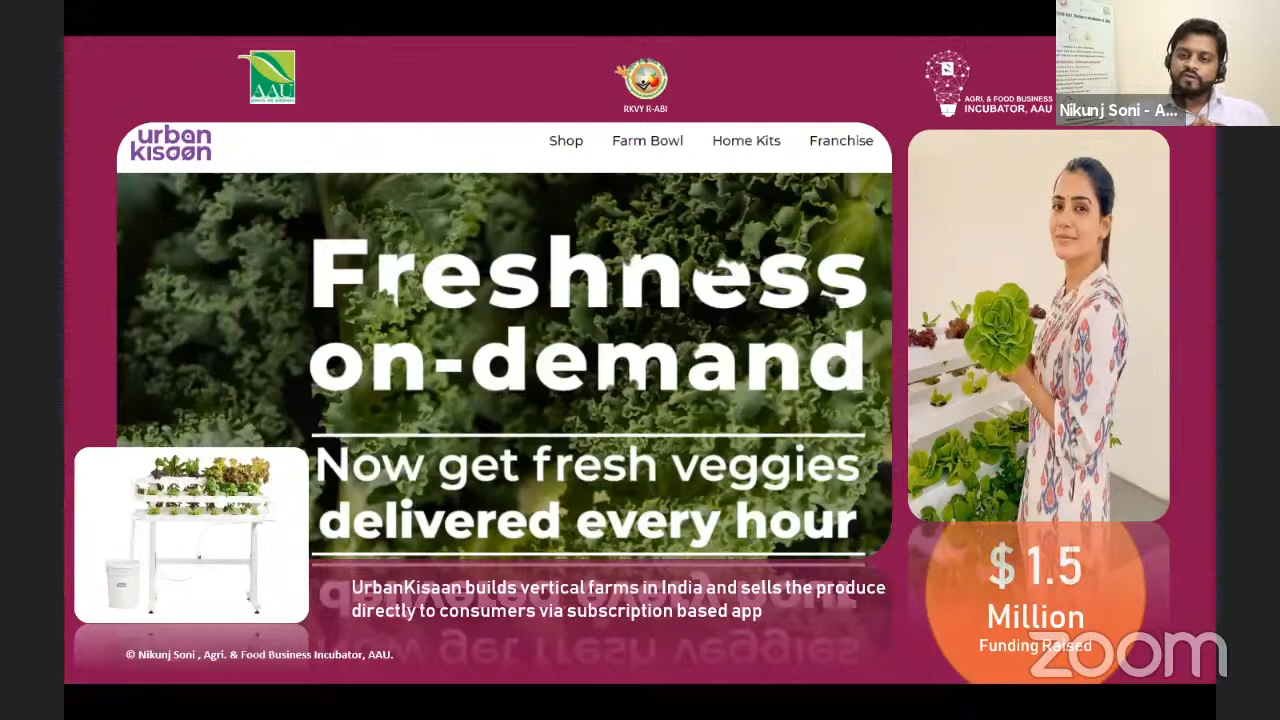 AAU
RKVY R-ABI
AGRI. & FOOD BUSINESS
INCUBATOR, AAU
Nikunj Soni - A...
urban
kisaan
Shop Farm Bowl Home Kits Franchise
Freshness
on-demand
Now get fresh veggies
delivered every hour
UrbanKisaan builds vertical farms in India and sells the produce
directly to consumers via subscription based app
$ 1.5
Million
Funding Raised
© Nikunj Soni , Agri. & Food Business Incubator, AAU.
zoom